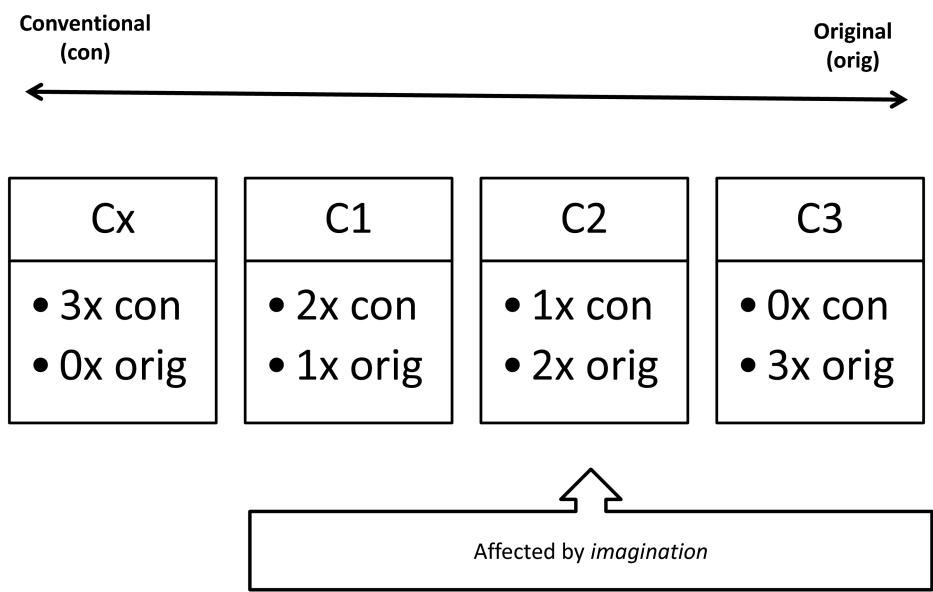 Conventional
(con)
Original
(orig)
Cx
• 3x con
• 0x orig
C1
• 2x con
• 1x orig
C2
• 1x con
• 2x orig
C3
• 0x con
• 3x orig
Affected by imagination